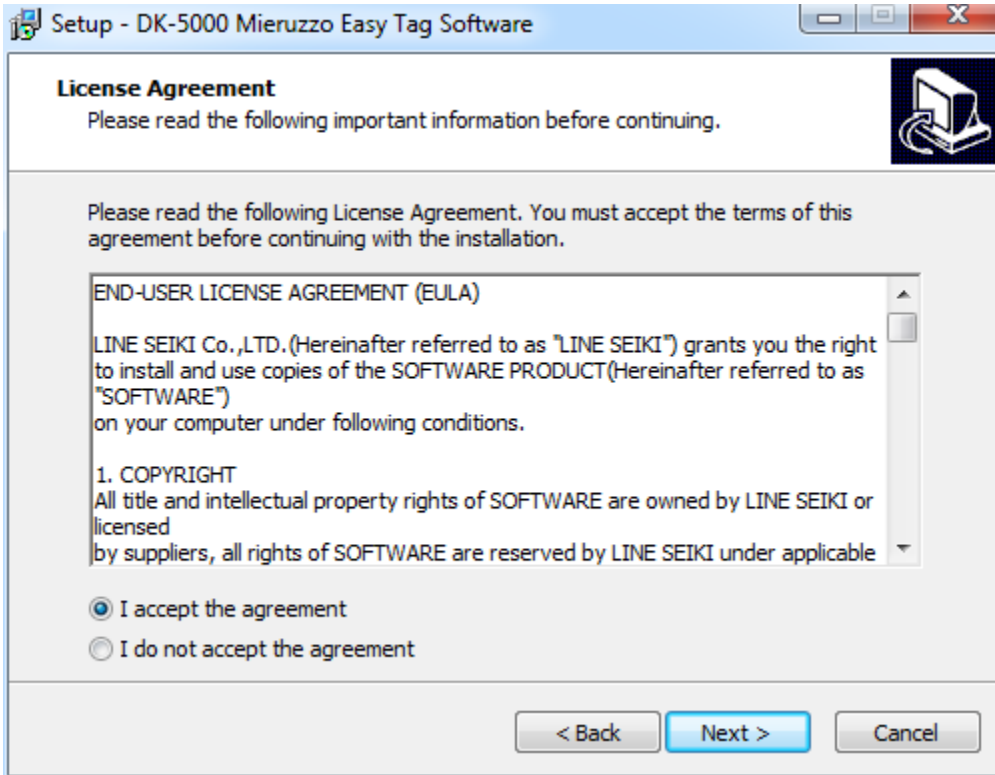 Setup - DK-5000 Mieruzzo Easy Tag Software
License Agreement
Please read the following important information before continuing.
Please read the following License Agreement. You must accept the terms of this
agreement before continuing with the installation.
END-USER LICENSE AGREEMENT (EULA)
LINE SEIKI Co.,LTD.(Hereinafter referred to as "LINE SEIKI") grants you the right
to install and use copies of the SOFTWARE PRODUCT(Hereinafter referred to as
"SOFTWARE")
on your computer under following conditions.
1. COPYRIGHT
All title and intellectual property rights of SOFTWARE are owned by LINE SEIKI or
licensed
by suppliers, all rights of SOFTWARE are reserved by LINE SEIKI under applicable
I accept the agreement
I do not accept the agreement
< Back Next > Cancel